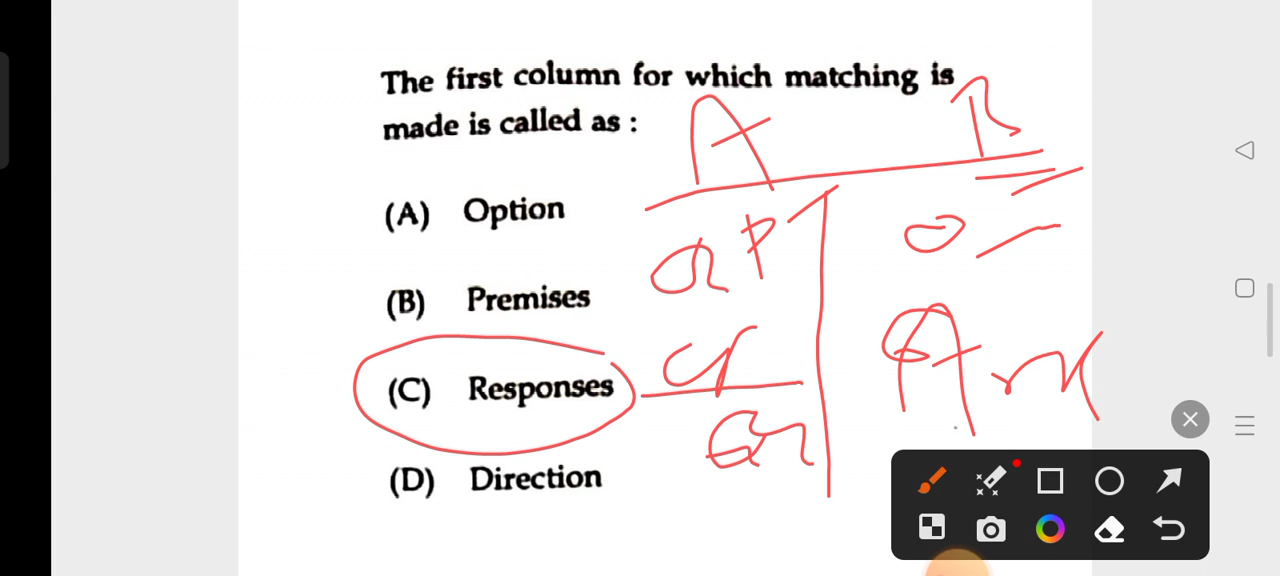 The first column for which matching is
made is called as :
A B
(A) Option
(B) Premises
(C) Responses
(D) Direction